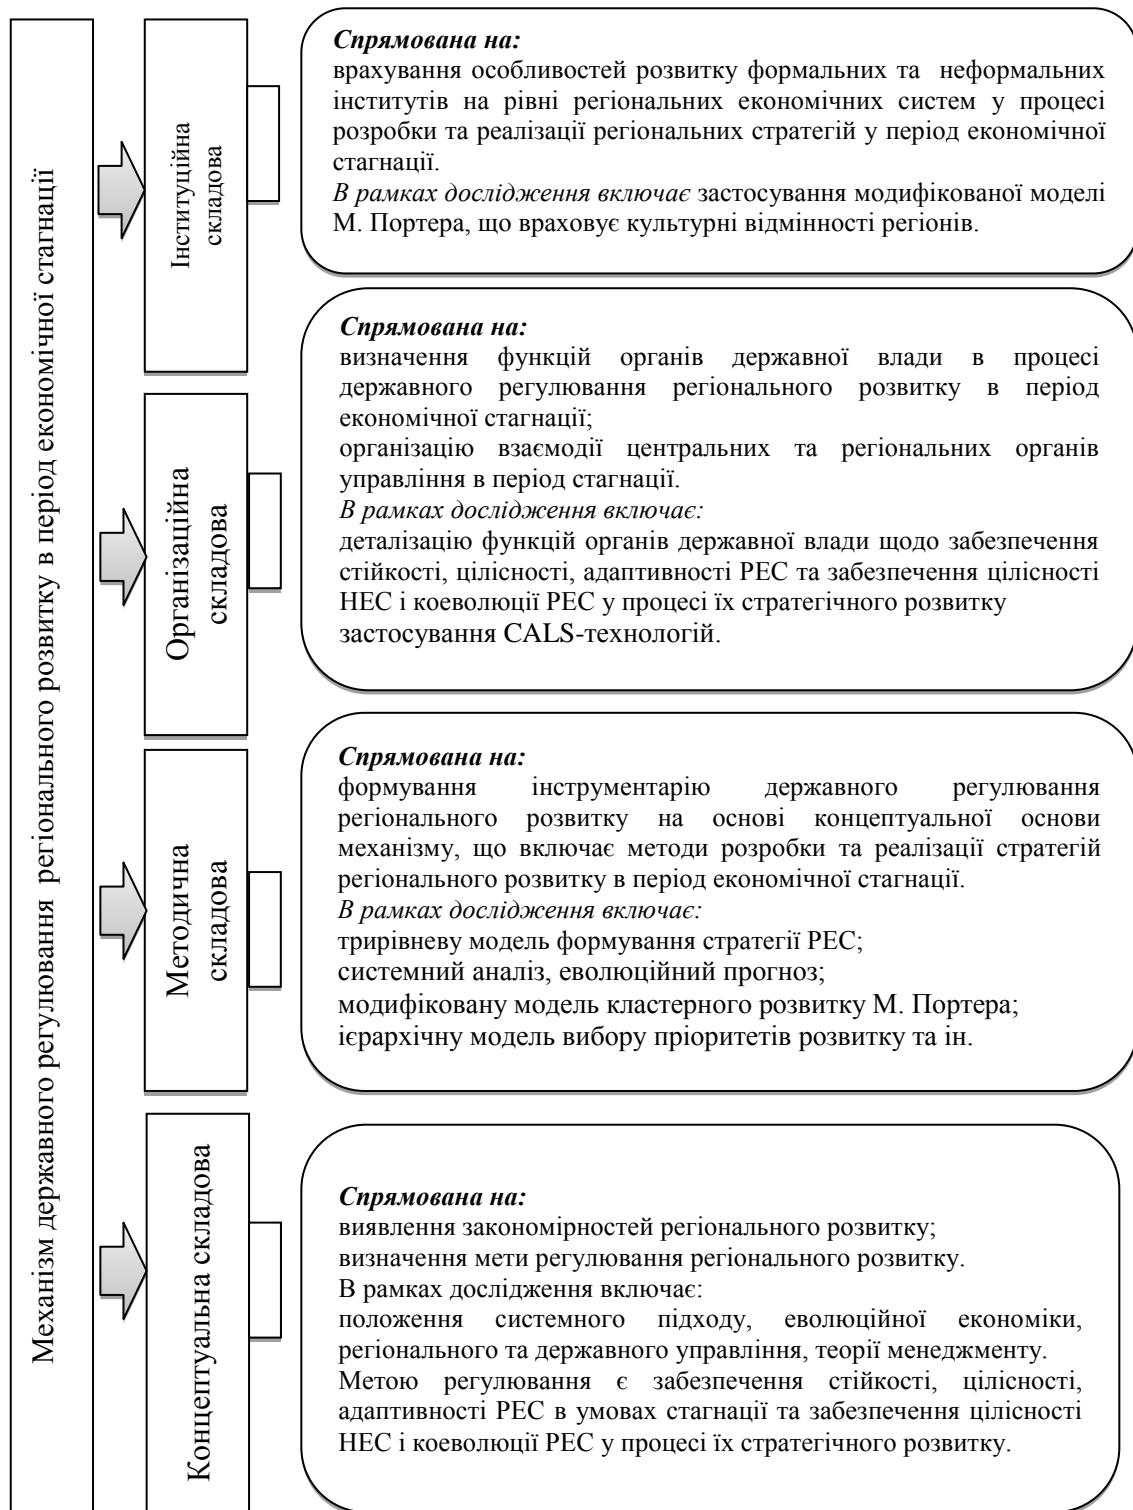 Механізм державного регулювання регіонального розвитку в період економічної стагнації
Інституційна
складова
Спрямована на:
врахування особливостей розвитку формальних та неформальних
інститутів на рівні регіональних економічних систем у процесі
розробки та реалізації регіональних стратегій у період економічної
стагнації.
В рамках дослідження включає застосування модифікованої моделі
М. Портера, що враховує культурні відмінності регіонів.
Організаційна
складова
Спрямована на:
визначення функцій органів державної влади в процесі
державного регулювання регіонального розвитку в період
економічної стагнації;
організацію взаємодії центральних та регіональних органів
управління в період стагнації.
В рамках дослідження включає:
деталізацію функцій органів державної влади щодо забезпечення
стійкості, цілісності, адаптивності РЕС та забезпечення цілісності
НЕС і коеволюції РЕС у процесі їх стратегічного розвитку
застосування CALS-технологій.
Методична
складова
Спрямована на:
формування інструментарію державного регулювання
регіонального розвитку на основі концептуальної основи
механізму, що включає методи розробки та реалізації стратегій
регіонального розвитку в період економічної стагнації.
В рамках дослідження включає:
трирівневу модель формування стратегії РЕС;
системний аналіз, еволюційний прогноз;
модифіковану модель кластерного розвитку М. Портера;
ієрархічну модель вибору пріоритетів розвитку та ін.
Концептуальна складова
Спрямована на:
виявлення закономірностей регіонального розвитку;
визначення мети регулювання регіонального розвитку.
В рамках дослідження включає:
положення системного підходу, еволюційної економіки,
регіонального та державного управління, теорії менеджменту.
Метою регулювання є забезпечення стійкості, цілісності,
адаптивності РЕС в умовах стагнації та забезпечення цілісності
НЕС і коеволюції РЕС у процесі їх стратегічного розвитку.